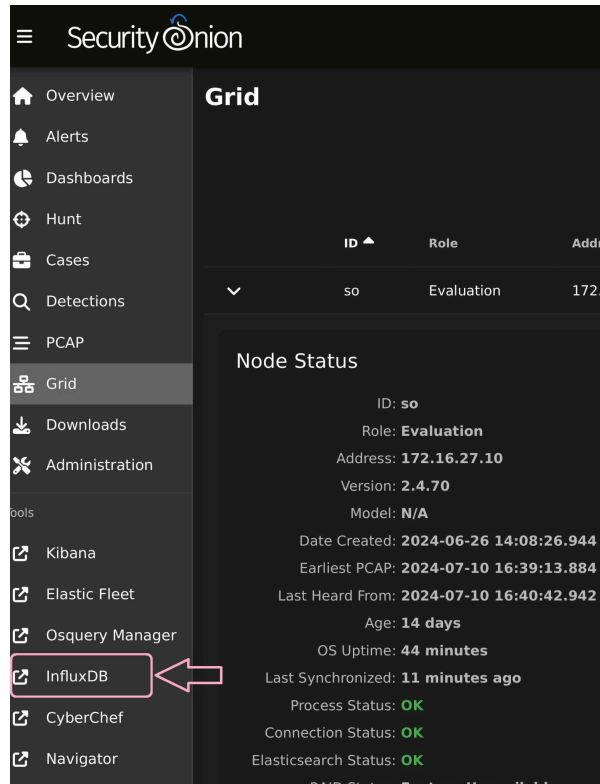 Security Onion
Overview
Alerts
Dashboards
Hunt
Cases
Detections
PCAP
Grid
Downloads
Administration
Tools
Kibana
Elastic Fleet
Osquery Manager
InfluxDB
CyberChef
Navigator
Grid
ID Role Addr
so Evaluation 172.
Node Status
ID: so
Role: Evaluation
Address: 172.16.27.10
Version: 2.4.70
Model: N/A
Date Created: 2024-06-26 14:08:26.944
Earliest PCAP: 2024-07-10 16:39:13.884
Last Heard From: 2024-07-10 16:40:42.942
Age: 14 days
OS Uptime: 44 minutes
Last Synchronized: 11 minutes ago
Process Status: OK
Connection Status: OK
Elasticsearch Status: OK